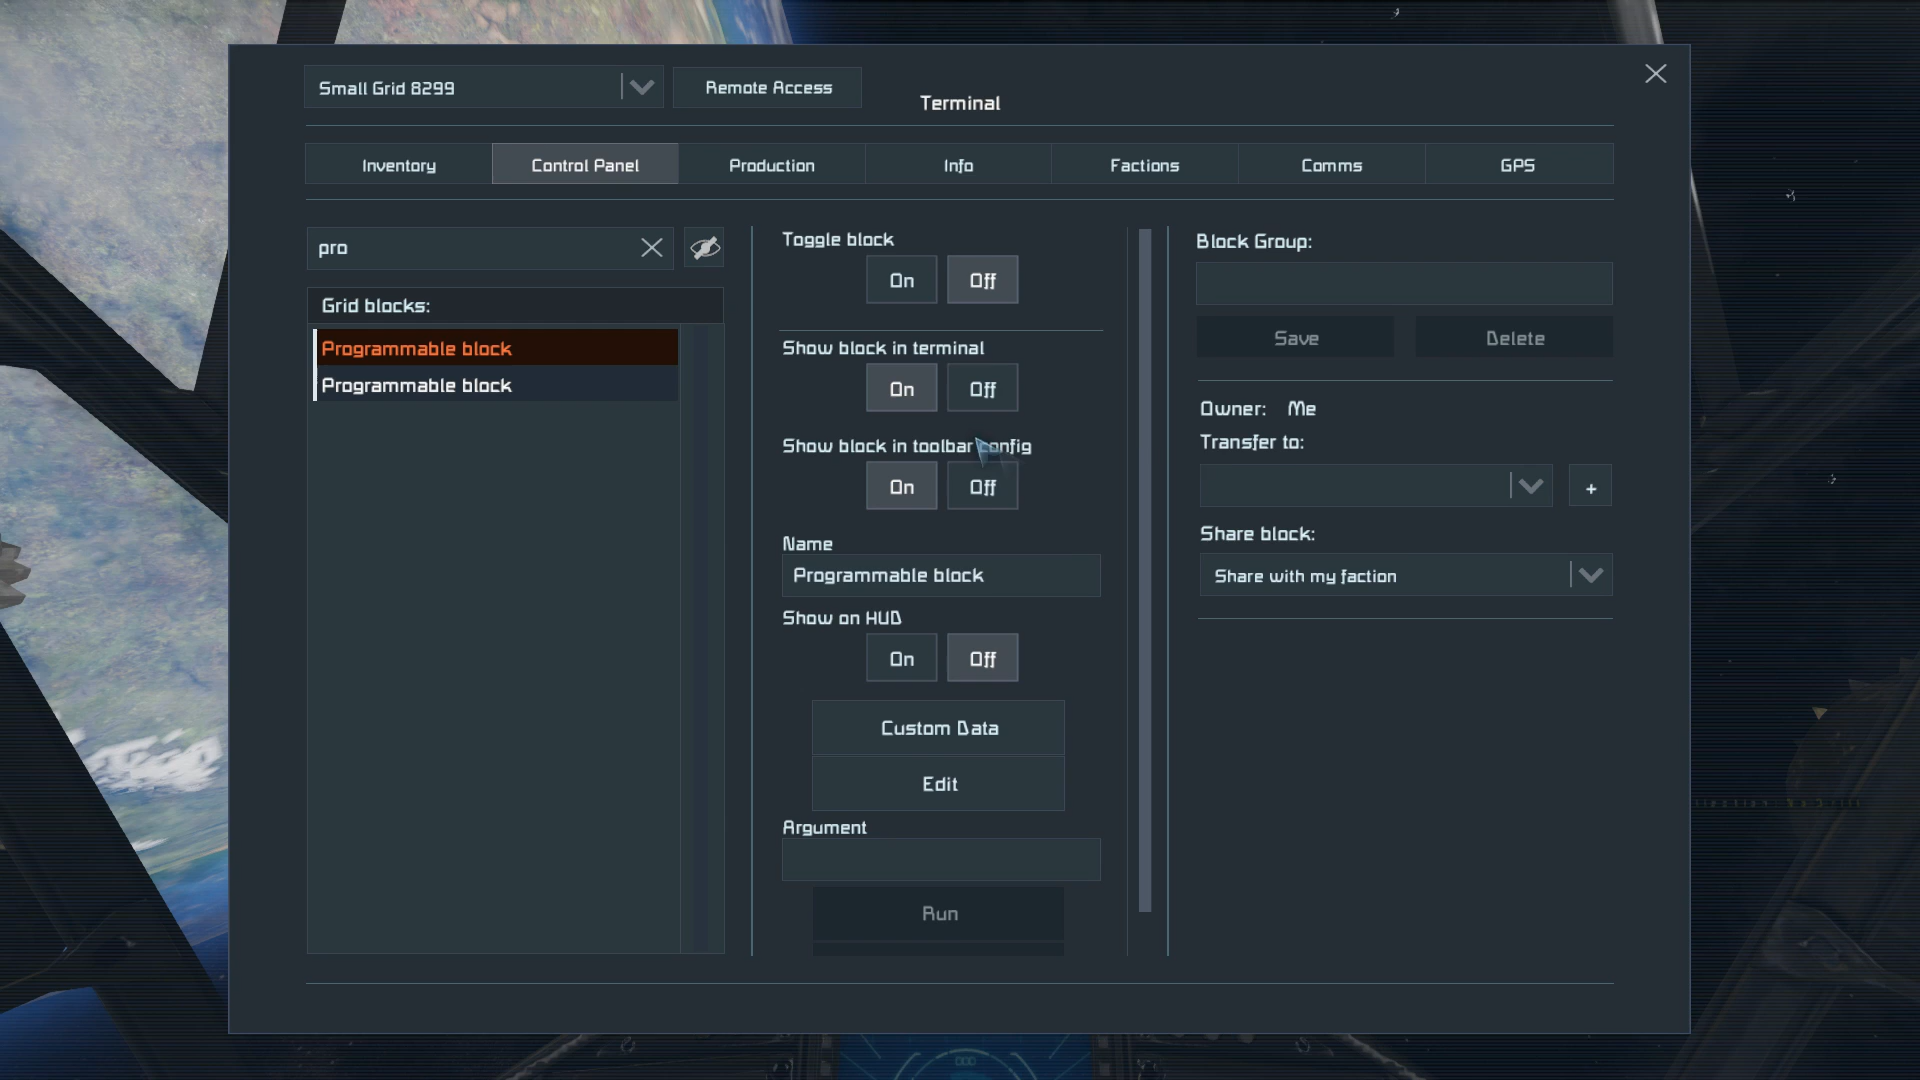 Small Grid 8299
Remote Access
Terminal
Inventory
Control Panel
Production
Info
Factions
Comms
GPS
pro
Grid blocks:
Programmable block
Programmable block
Toggle block
On
Off
Show block in terminal
On
Off
Show block in toolbar config
On
Off
Name
Programmable block
Show on HUD
On
Off
Custom Data
Edit
Argument
Run
Block Group:
Save
Delete
Owner: Me
Transfer to:
+
Share block:
Share with my faction